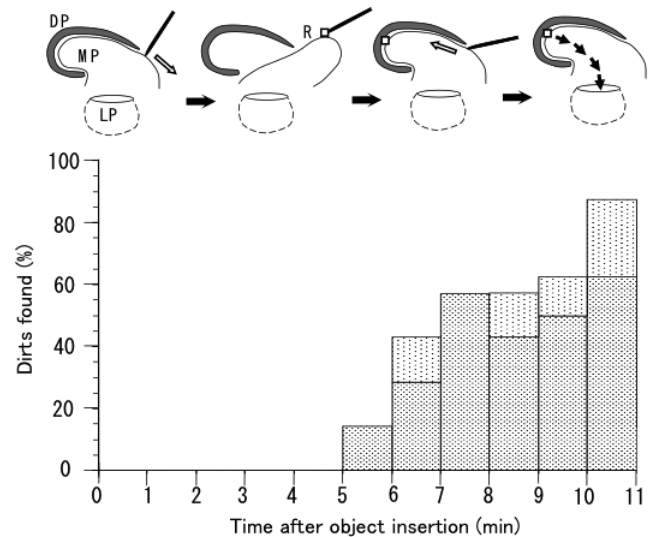 DP
MP
LP
R
100
80
60
40
20
0
Dirts found (%)
0 1 2 3 4 5 6 7 8 9 10 11
Time after object insertion (min)